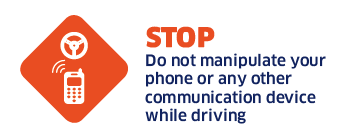 STOP
Do not manipulate your
phone or any other
communication device
while driving